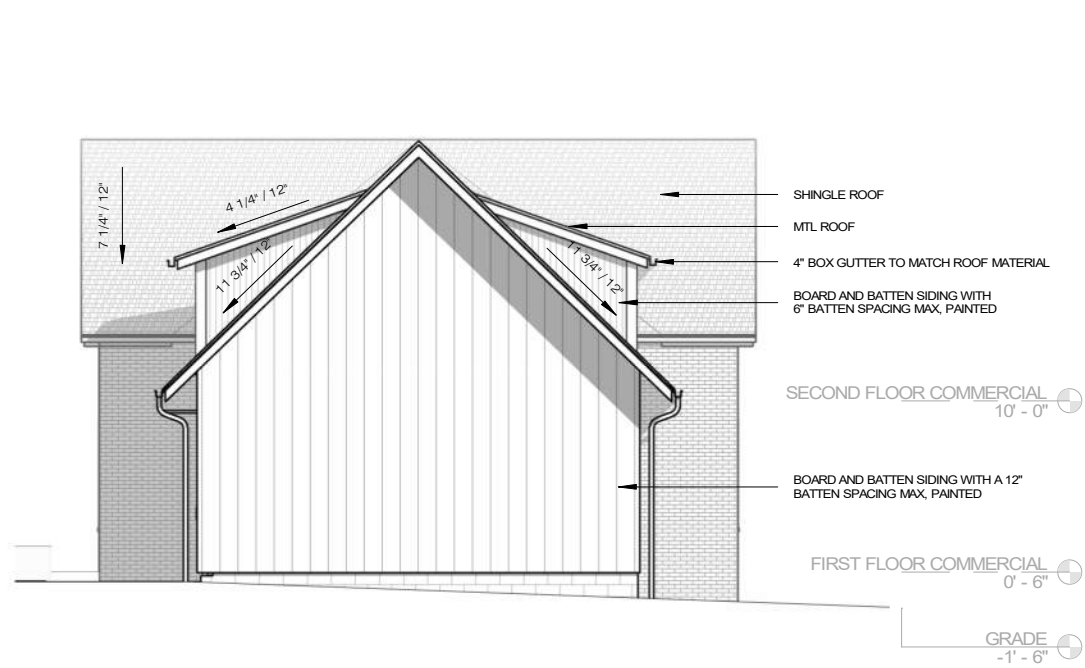 7 1/4" / 12"
4 1/4" / 12"
11 3/4" / 12"
11 3/4" / 12"
SHINGLE ROOF
MTL ROOF
4" BOX GUTTER TO MATCH ROOF MATERIAL
BOARD AND BATTEN SIDING WITH
6" BATTEN SPACING MAX, PAINTED
SECOND FLOOR COMMERCIAL
10' - 0"
BOARD AND BATTEN SIDING WITH A 12"
BATTEN SPACING MAX, PAINTED
FIRST FLOOR COMMERCIAL
0' - 6"
GRADE
-1' - 6"